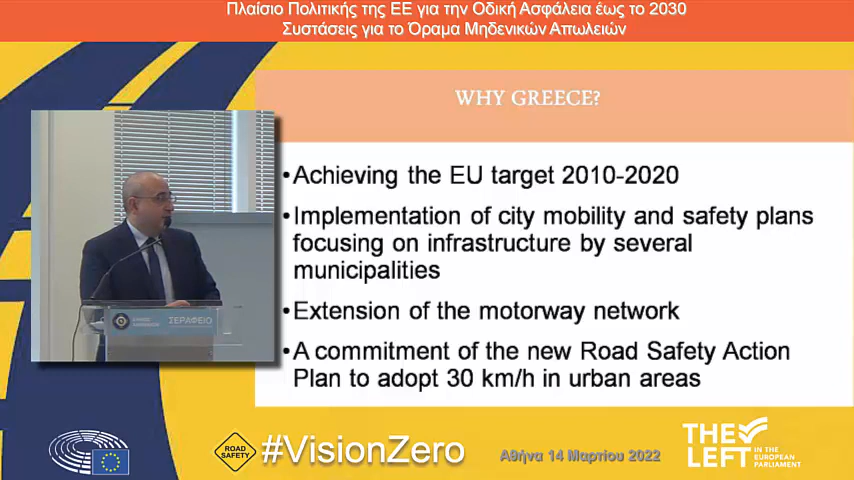 Πλαίσιο Πολιτικής της ΕΕ για την Οδική Ασφάλεια έως το 2030
Συστάσεις για το Όραμα Μηδενικών Απωλειών
WHY GREECE?
•Achieving the EU target 2010-2020
•Implementation of city mobility and safety plans
focusing on infrastructure by several
municipalities
•Extension of the motorway network
•A commitment of the new Road Safety Action
Plan to adopt 30 km/h in urban areas
ΣΕΡΑΦΕΙΟ
ROAD
SAFETY
#VisionZero
Αθήνα 14 Μαρτίου 2022
THE
LEFT
IN THE
EUROPEAN
PARLIAMENT